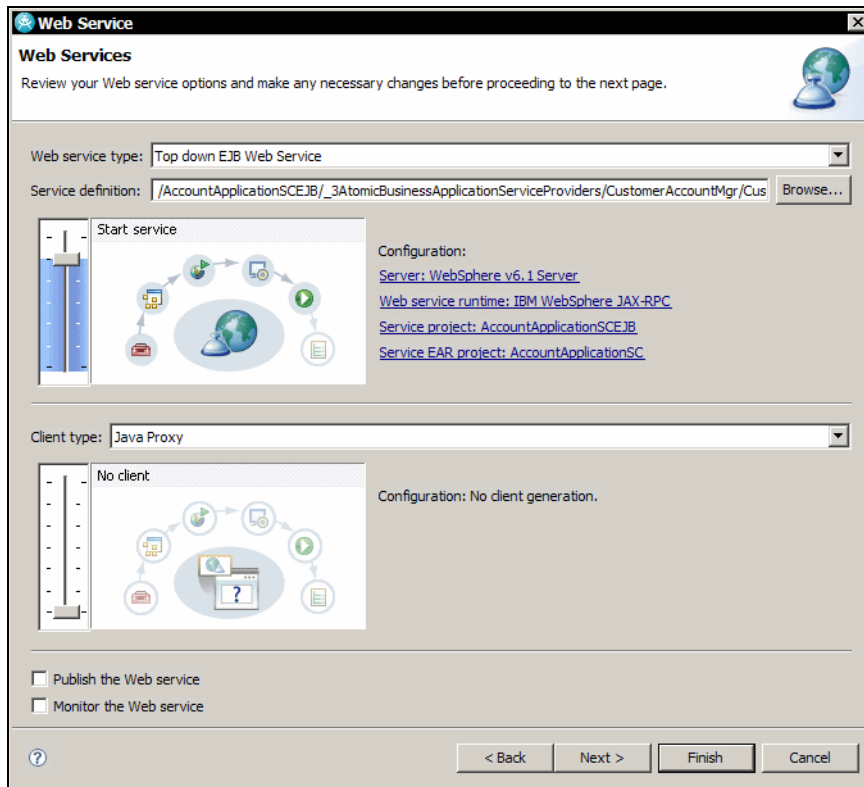 Web Service
Web Services
Review your Web service options and make any necessary changes before proceeding to the next page.
Web service type: Top down EJB Web Service
Service definition: /AccountApplicationSCEJB/_3AtomicBusinessApplicationServiceProviders/CustomerAccountMgr/Cus Browse...
Start service
Configuration:
Server: WebSphere v6.1 Server
Web service runtime: IBM WebSphere JAX-RPC
Service project: AccountApplicationSCEJB
Service EAR project: AccountApplicationSC
Client type: Java Proxy
No client
Configuration: No client generation.
?
Publish the Web service
Monitor the Web service
? < Back Next > Finish Cancel